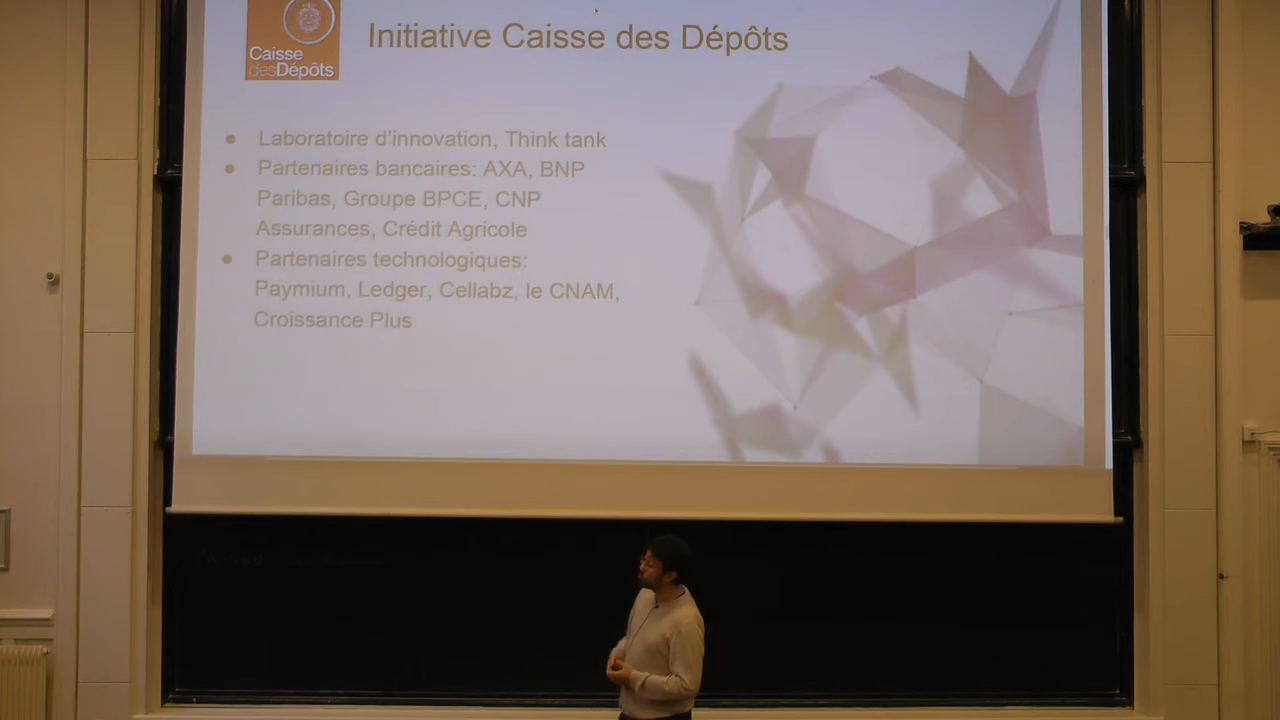 Caisse
desDépôts
Initiative Caisse des Dépôts
● Laboratoire d'innovation, Think tank
● Partenaires bancaires: AXA, BNP
Paribas, Groupe BPCE, CNP
Assurances, Crédit Agricole
● Partenaires technologiques:
Paymium, Ledger, Cellabz, le CNAM,
Croissance Plus